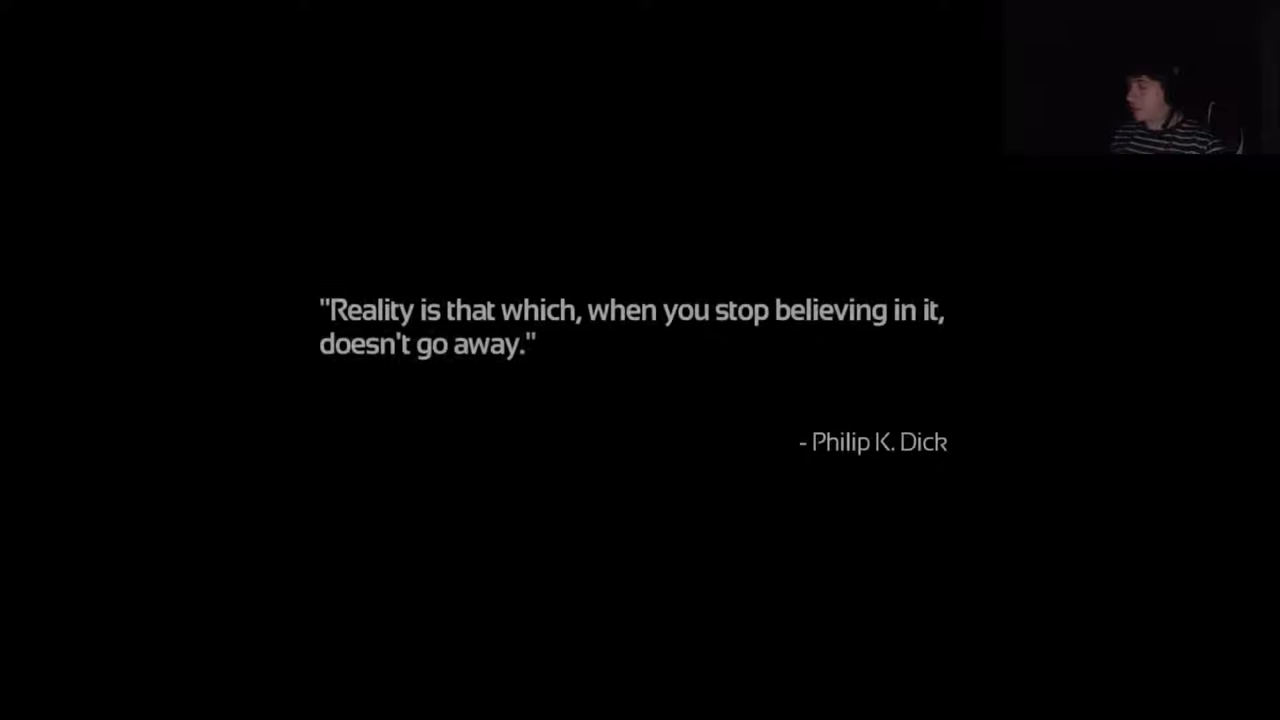 "Reality is that which, when you stop believing in it,
doesn't go away."
- Philip K. Dick